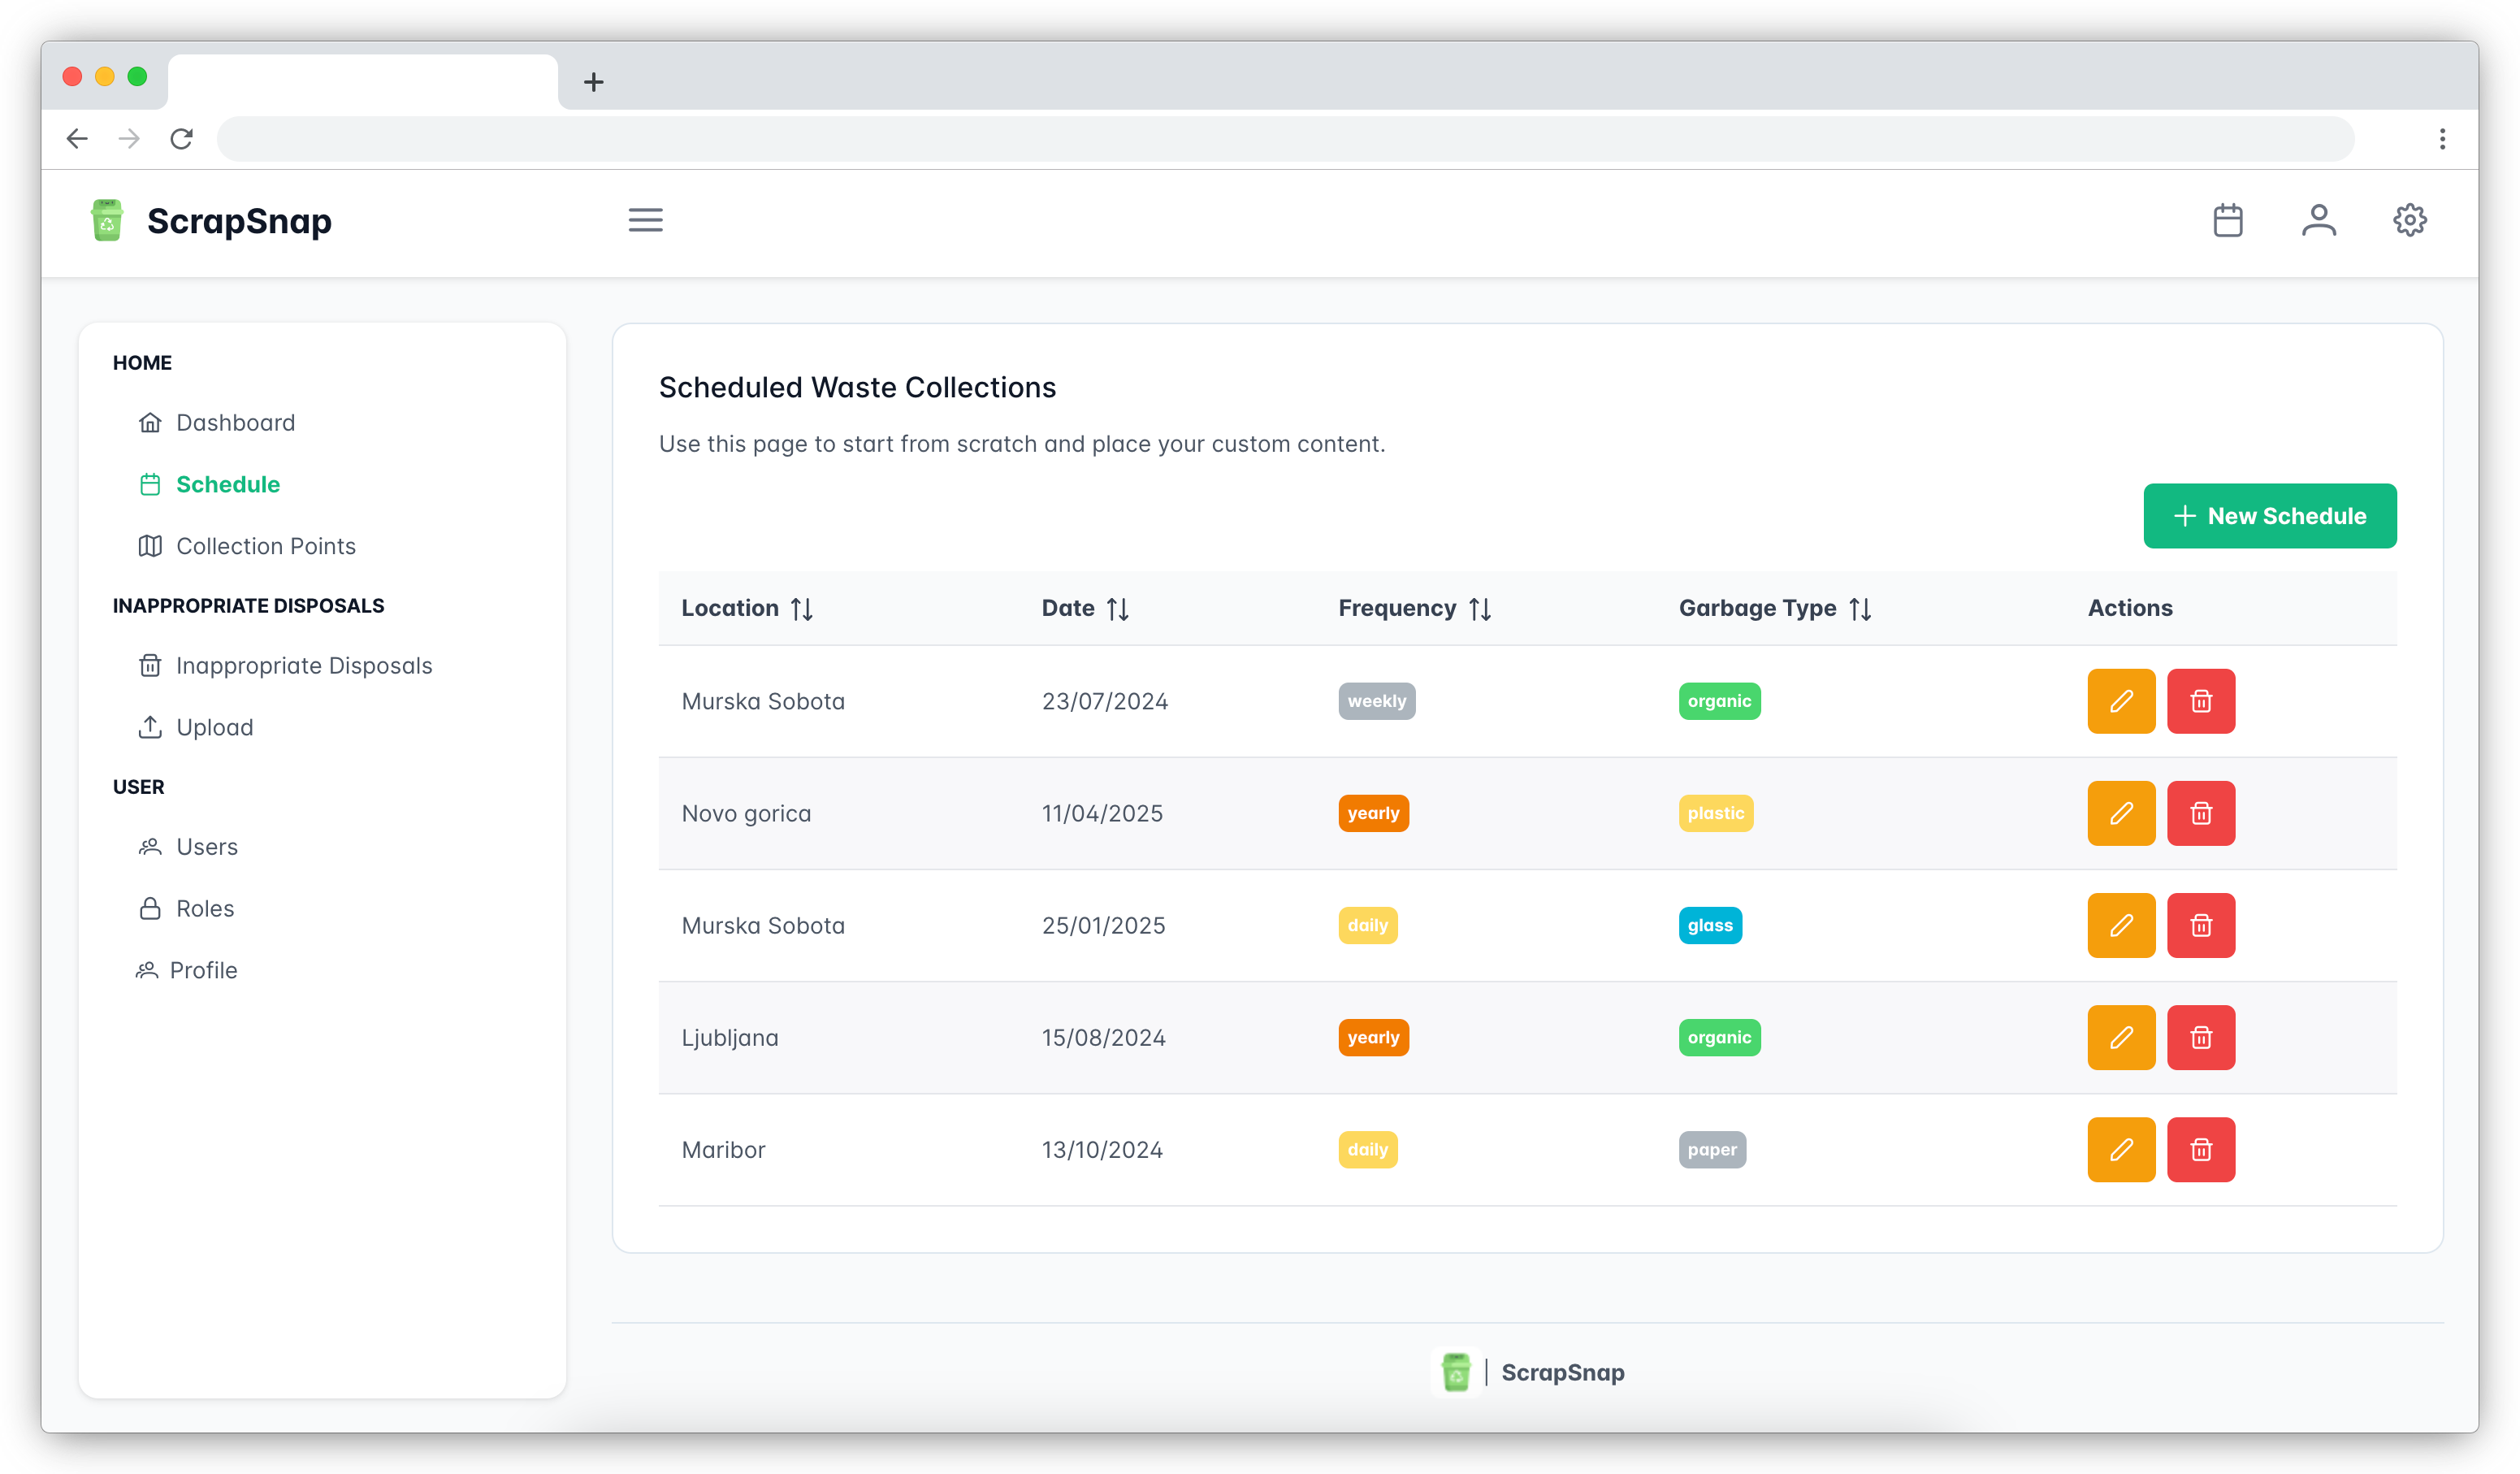 ScrapSnap
HOME
Dashboard
Schedule
Collection Points
INAPPROPRIATE DISPOSALS
Inappropriate Disposals
Upload
USER
Users
Roles
Profile
Scheduled Waste Collections
Use this page to start from scratch and place your custom content.
New Schedule
Location Date Frequency Garbage Type Actions
Murska Sobota 23/07/2024 weekly organic
Novo gorica 11/04/2025 yearly plastic
Murska Sobota 25/01/2025 daily glass
Ljubljana 15/08/2024 yearly organic
Maribor 13/10/2024 daily paper
| ScrapSnap